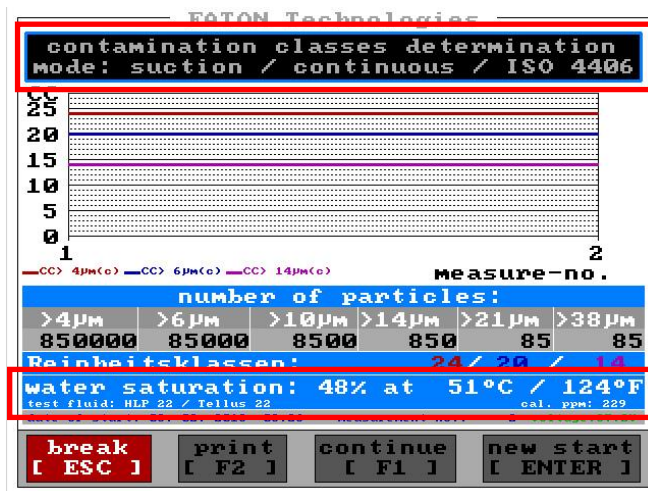 EATON Technologies
contamination classes determination
mode: suction / continuous / ISO 4406
CC
25
20
15
10
5
0
1 2
CC> 4µm(c) CC> 6µm(c) CC> 14µm(c) measure-no.
number of particles:
>4µm >6µm >10µm >14µm >21µm >38µm
850000 85000 8500 850 85 85
Reinheitsklassen: 24/ 20 / 14
water saturation: 48% at 51°C / 124°F
test fluid: HLP 22 / Tellus 22 cal. ppm: 229
break print continue new start
[ ESC ] [ F2 ] [ F1 ] [ ENTER ]